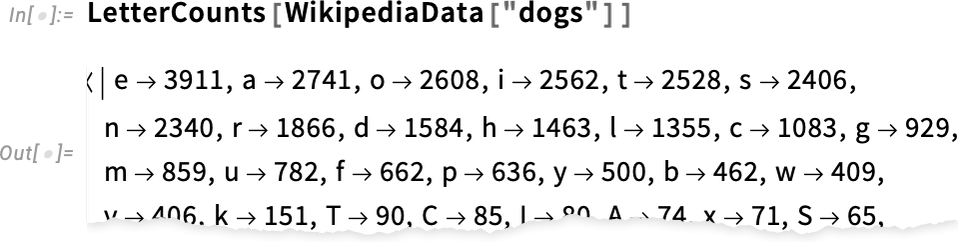 In[•]:= LetterCounts[WikipediaData["dogs"]]
<| e → 3911, a → 2741, o → 2608, i → 2562, t → 2528, s → 2406,
n → 2340, r → 1866, d → 1584, h → 1463, l → 1355, c → 1083, g → 929,
Out[•]= m → 859, u → 782, f → 662, p → 636, y → 500, b → 462, w → 409,
v → 406, k → 151, T → 90, C → 85, I → 80, A → 74, x → 71, S → 65,